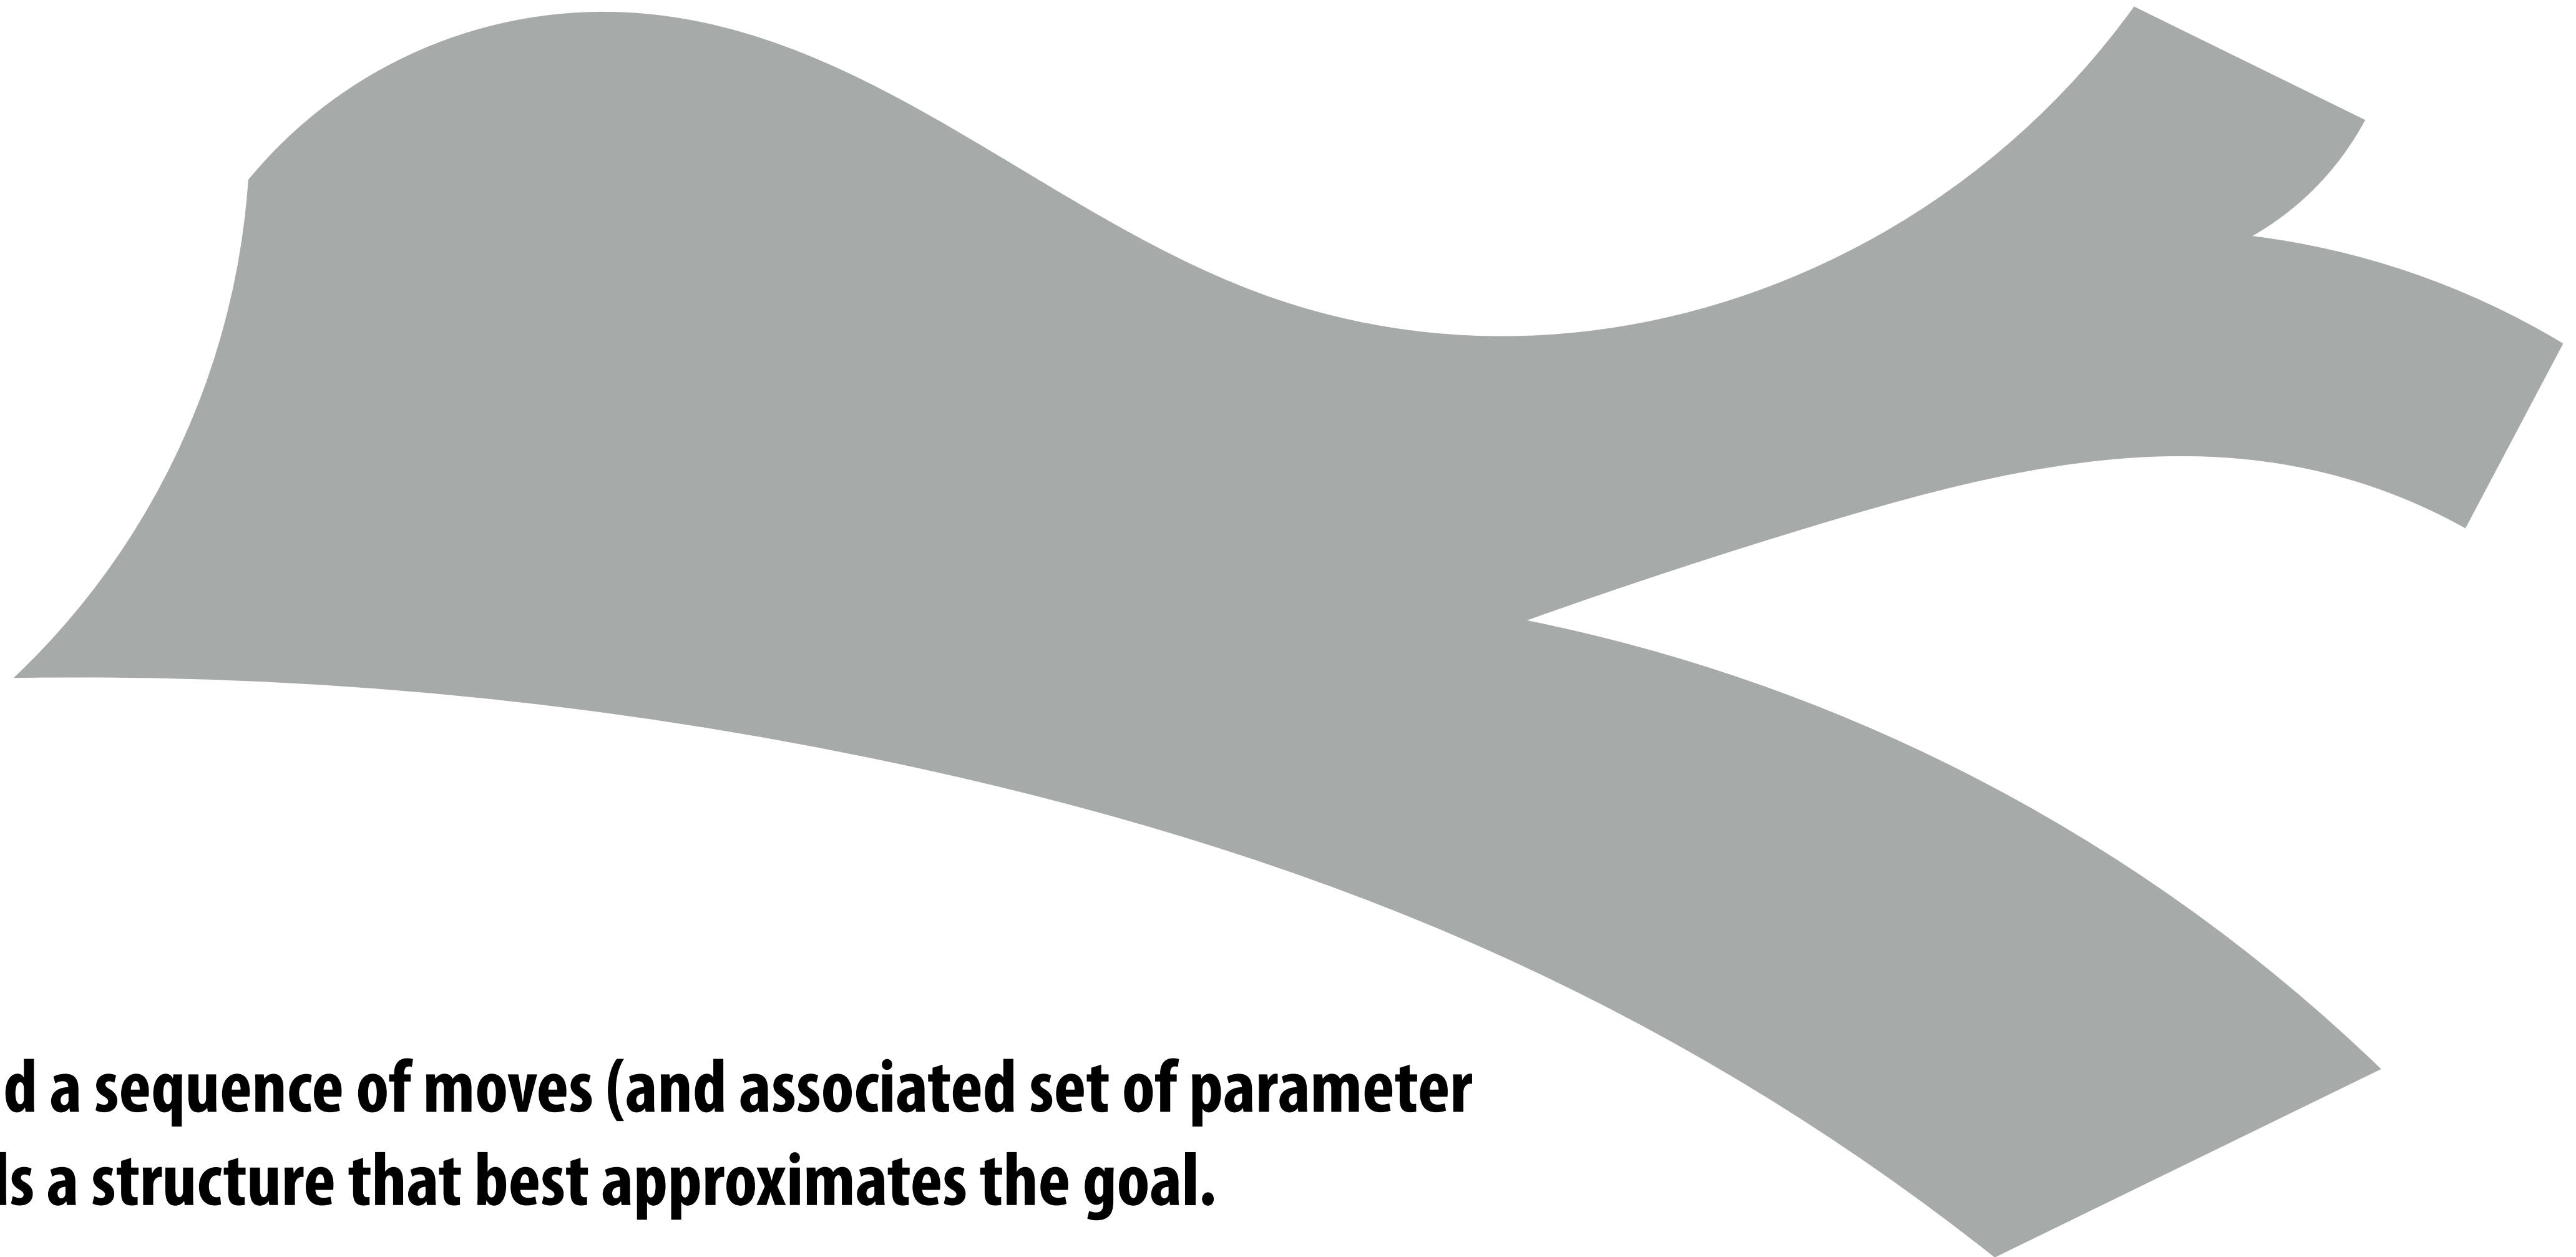 d a sequence of moves (and associated set of parameter
ls a structure that best approximates the goal.